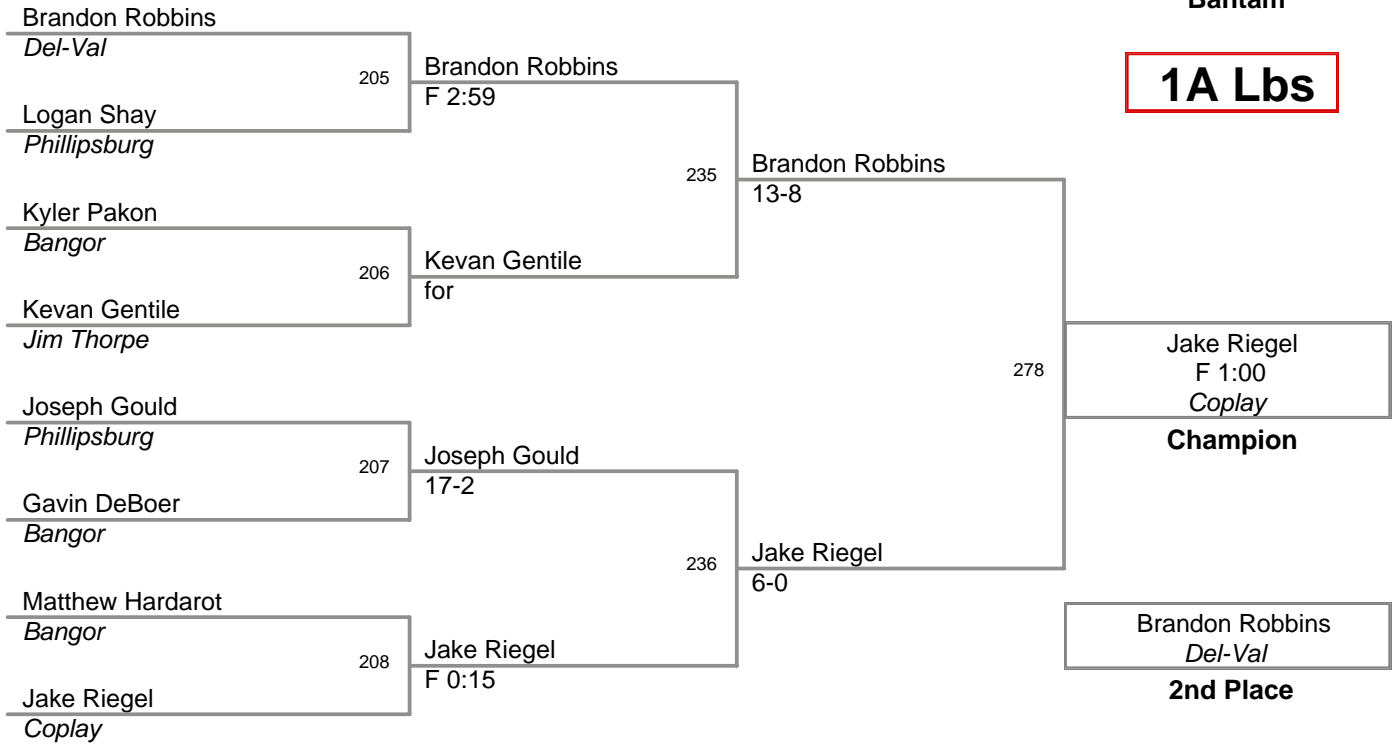 Bantam
1A Lbs
Brandon Robbins
Del-Val
205
Logan Shay
Phillipsburg
Brandon Robbins
F 2:59
Kyler Pakon
Bangor
206
Kevan Gentile
Jim Thorpe
Kevan Gentile
for
235
Brandon Robbins
13-8
Joseph Gould
Phillipsburg
207
Gavin DeBoer
Bangor
Joseph Gould
17-2
Matthew Hardarot
Bangor
208
Jake Riegel
Coplay
Jake Riegel
F 0:15
236
Jake Riegel
6-0
278
Jake Riegel
F 1:00
Coplay
Champion
Brandon Robbins
Del-Val
2nd Place